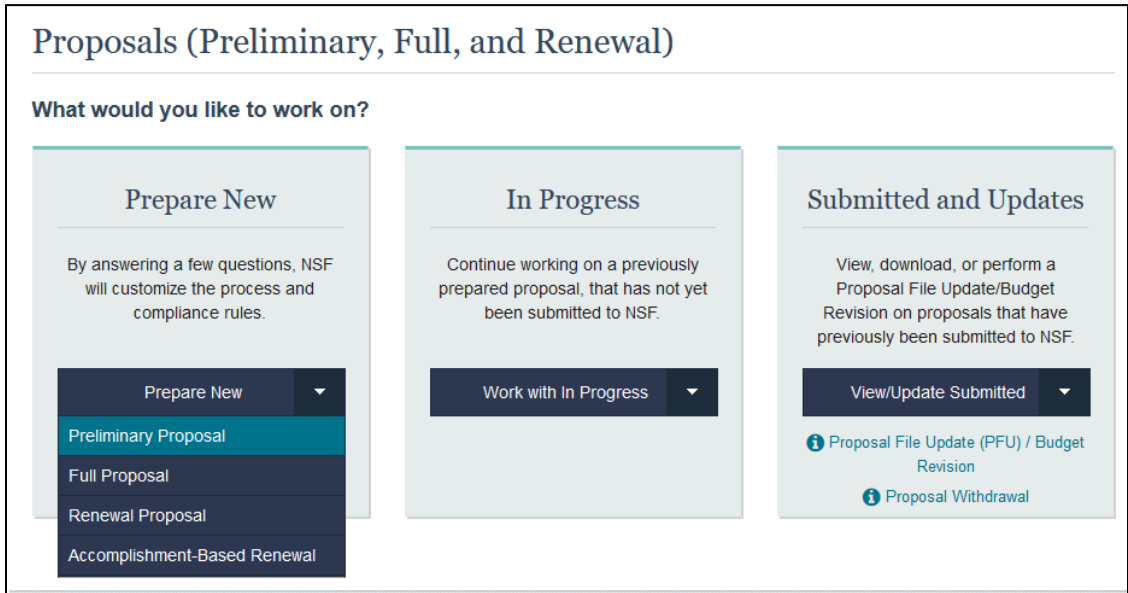 Proposals (Preliminary, Full, and Renewal)
What would you like to work on?
Prepare New
By answering a few questions, NSF
will customize the process and
compliance rules.
Prepare New
Preliminary Proposal
Full Proposal
Renewal Proposal
Accomplishment-Based Renewal
In Progress
Continue working on a previously
prepared proposal, that has not yet
been submitted to NSF.
Work with In Progress
Submitted and Updates
View, download, or perform a
Proposal File Update/Budget
Revision on proposals that have
previously been submitted to NSF.
View/Update Submitted
Proposal File Update (PFU) / Budget
Revision
Proposal Withdrawal